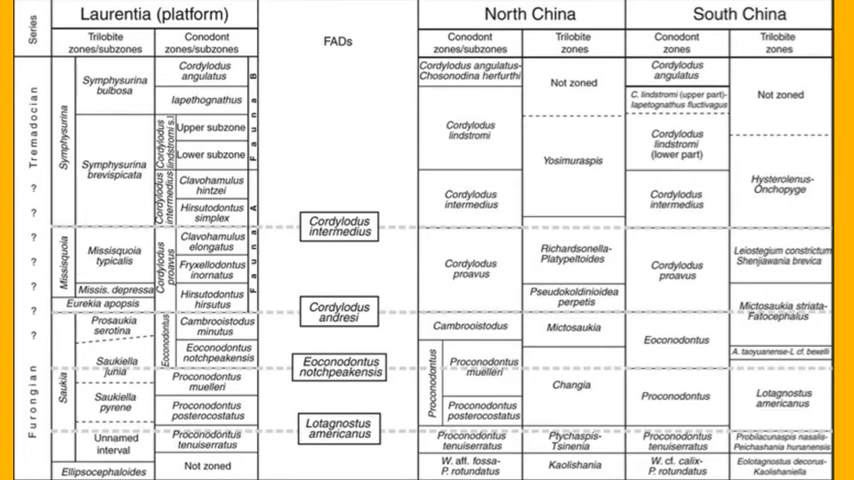 Series
Laurentia (platform)
Trilobite
zones/subzones
Conodont
zones/subzones
FADs
North China
Conodont
zones/subzones
Trilobite
zones
South China
Conodont
zones
Trilobite
zones
Tremadocian
?
?
?
?
?
?
Furongian
Symphysurina
Missisquoia
Saukia
Symphysurina
bulbosa
Symphysurina
brevispicata
Missisquoia
typicalis
Missis. depressa
Eurekia apopsis
Prosaukia
serotina
Saukiella
junia
Saukiella
pyrene
Unnamed
interval
Ellipsocephaloides
Cordylodus
lindstromi s.l
Cordylodus
intermedius
Cordylodus
proavus
Eoconodontus
Cordylodus
angulatus
Iapethognathus
Upper subzone
Lower subzone
Clavohamulus
hintzei
Hirsutodontus
simplex
Clavohamulus
elongatus
Fryxellodontus
inornatus
Hirsutodontus
hirsutus
Cambrooistodus
minutus
Eoconodontus
notchpeakensis
Proconodontus
muelleri
Proconodontus
posterocostatus
Proconodontus
tenuiserratus
Not zoned
Fauna B
Fauna A
Cordylodus
intermedius
Cordylodus
andresi
Eoconodontus
notchpeakensis
Lotagnostus
americanus
Cordylodus angulatus-
Chosonodina herfurthi
Cordylodus
lindstromi
Cordylodus
intermedius
Cordylodus
proavus
Cambrooistodus
Proconodontus
Proconodontus
muelleri
Proconodontus
posterocostatus
Proconodontus
tenuiserratus
W. aff. fossa-
P. rotundatus
Not zoned
Yosimuraspis
Richardsonella-
Platypeltoides
Pseudokoldinioidea
perpetis
Mictosaukia
Changia
Ptychaspis-
Tsinenia
Kaolishania
Cordylodus
angulatus
C. lindstromi (upper part)-
Iapetognathus fluctivagus
Cordylodus
lindstromi
(lower part)
Cordylodus
intermedius
Cordylodus
proavus
Eoconodontus
Proconodontus
Proconodontus
tenuiserratus
W. cf. calix-
P. rotundatus
Not zoned
Hysterolenus-
Onchopyge
Leiostegium constrictum
Shenjiawania brevica
Mictosaukia striata-
Fatocephalus
A. taoyuanense-L cf. bexelli
Lotagnostus
americanus
Probilacunaspis nasalis-
Peichashania hunanensis
Eolotagnostus decorus-
Kaolishaniella